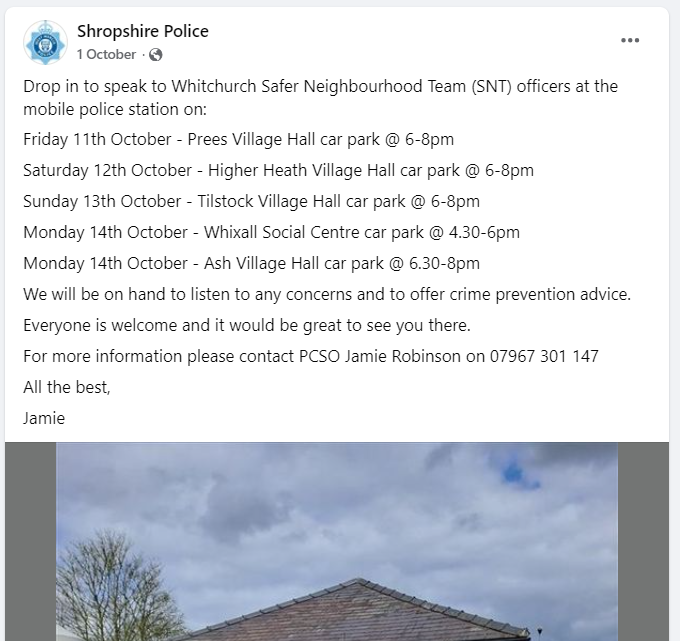 Shropshire Police
1 October ·
Drop in to speak to Whitchurch Safer Neighbourhood Team (SNT) officers at the
mobile police station on:
Friday 11th October - Prees Village Hall car park @ 6-8pm
Saturday 12th October - Higher Heath Village Hall car park @ 6-8pm
Sunday 13th October - Tilstock Village Hall car park @ 6-8pm
Monday 14th October - Whixall Social Centre car park @ 4.30-6pm
Monday 14th October - Ash Village Hall car park @ 6.30-8pm
We will be on hand to listen to any concerns and to offer crime prevention advice.
Everyone is welcome and it would be great to see you there.
For more information please contact PCSO Jamie Robinson on 07967 301 147
All the best,
Jamie